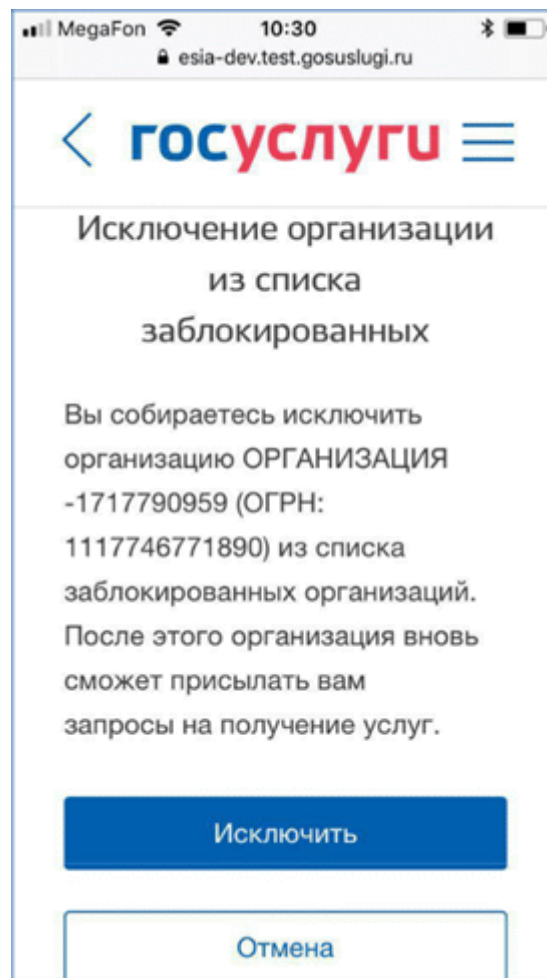 MegaFon 10:30
esia-dev.test.gosuslugi.ru
госуслуги
Исключение организации
из списка
заблокированных
Вы собираетесь исключить
организацию ОРГАНИЗАЦИЯ
-1717790959 (ОГРН:
1117746771890) из списка
заблокированных организаций.
После этого организация вновь
сможет присылать вам
запросы на получение услуг.
Исключить
Отмена